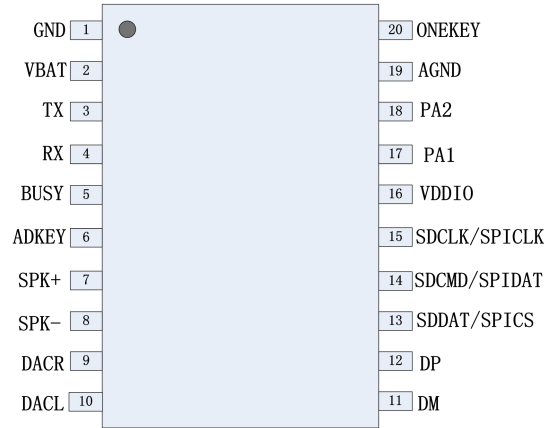 GND 1 20 ONEKEY
VBAT 2 19 AGND
TX 3 18 PA2
RX 4 17 PA1
BUSY 5 16 VDDIO
ADKEY 6 15 SDCLK/SPICLK
SPK+ 7 14 SDCMD/SPIDAT
SPK- 8 13 SDDAT/SPICS
DACR 9 12 DP
DACL 10 11 DM